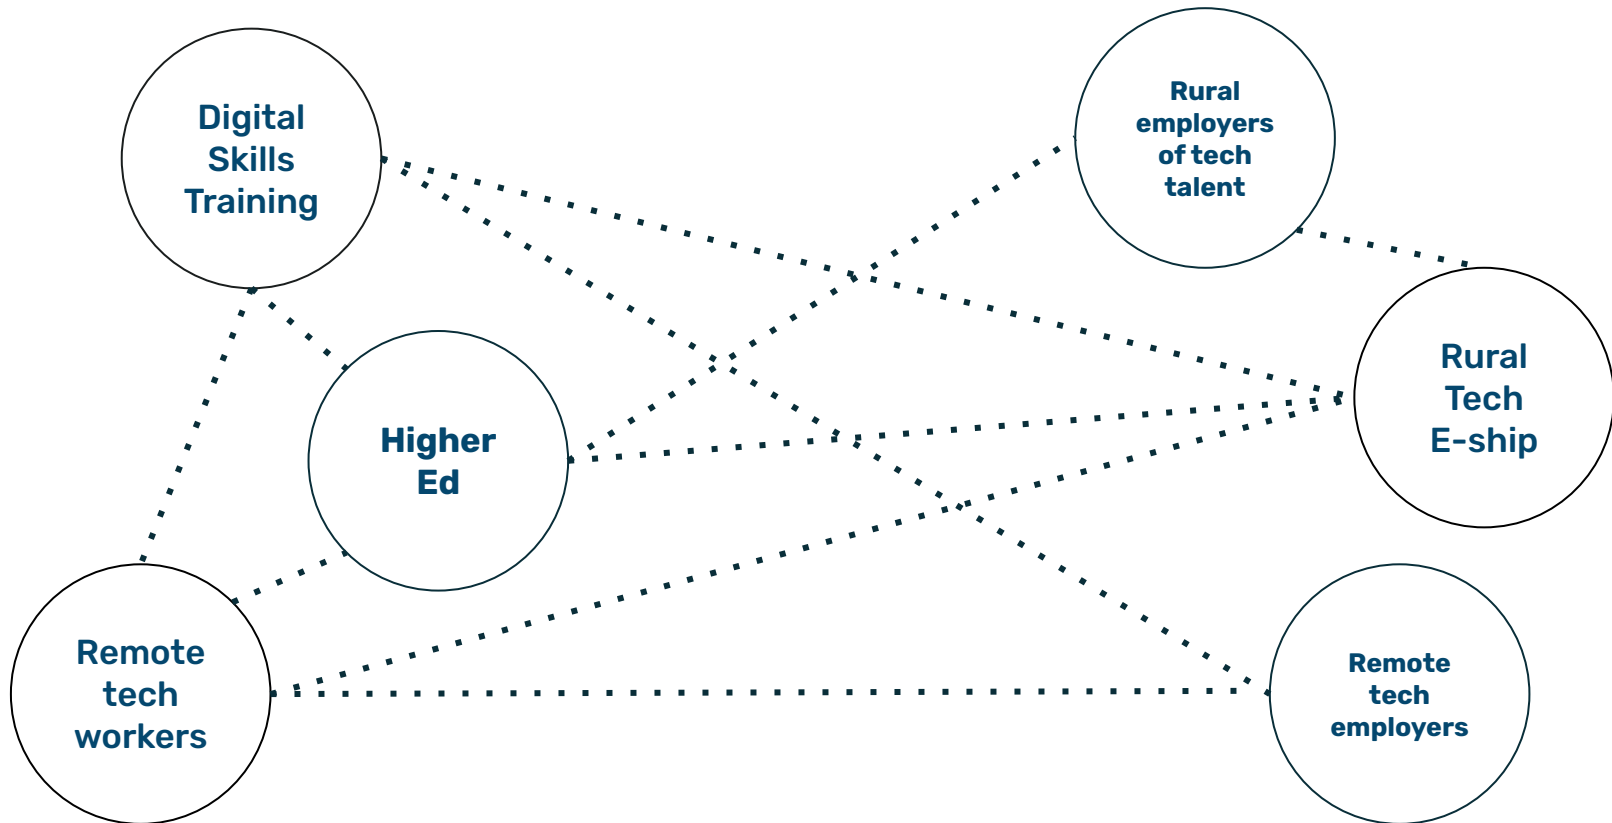 Digital
Skills
Training
Rural
employers
of tech
talent
Higher
Ed
Rural
Tech
E-ship
Remote
tech
workers
Remote
tech
employers